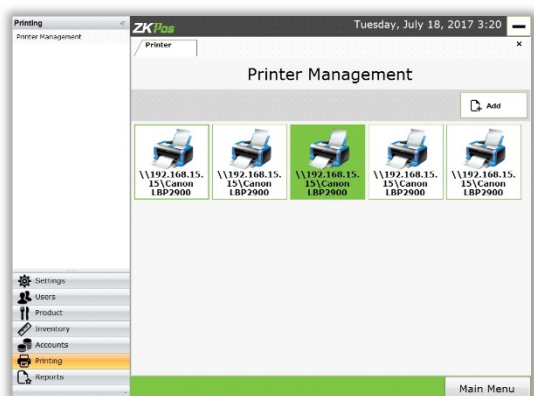 Printing «
Printer Management
ZKPos
Tuesday, July 18, 2017 3:20
Printer ×
Printer Management
Add
\\192.168.15.
15\Canon
LBP2900
\\192.168.15.
15\Canon
LBP2900
\\192.168.15.
15\Canon
LBP2900
\\192.168.15.
15\Canon
LBP2900
\\192.168.15.
15\Canon
LBP2900
Settings
Users
Product
Inventory
Accounts
Printing
Reports
Main Menu